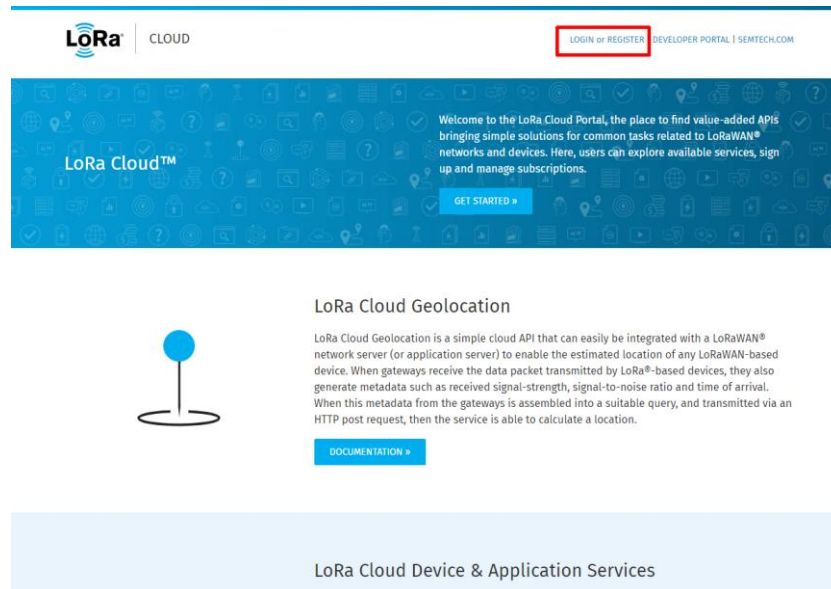 LoRa® CLOUD
LOGIN or REGISTER | DEVELOPER PORTAL | SEMTECH.COM
LoRa Cloud™
Welcome to the LoRa Cloud Portal, the place to find value-added APIs
bringing simple solutions for common tasks related to LoRaWAN®
networks and devices. Here, users can explore available services, sign
up and manage subscriptions.
GET STARTED »
LoRa Cloud Geolocation
LoRa Cloud Geolocation is a simple cloud API that can easily be integrated with a LoRaWAN®
network server (or application server) to enable the estimated location of any LoRaWAN-based
device. When gateways receive the data packet transmitted by LoRa®-based devices, they also
generate metadata such as received signal-strength, signal-to-noise ratio and time of arrival.
When this metadata from the gateways is assembled into a suitable query, and transmitted via an
HTTP post request, then the service is able to calculate a location.
DOCUMENTATION »
LoRa Cloud Device & Application Services